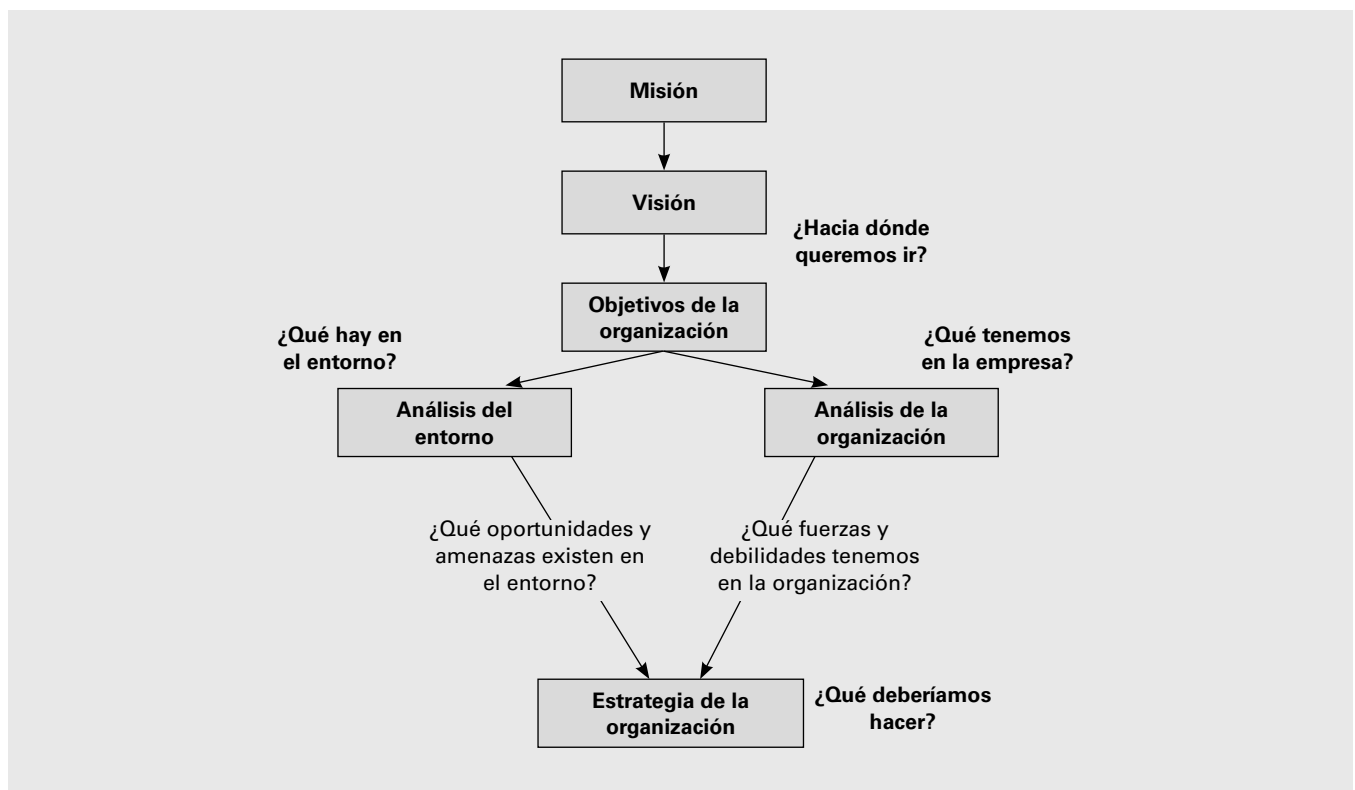 Misión
Visión
¿Hacia dónde
queremos ir?
Objetivos de la
organización
¿Qué hay en
el entorno?
¿Qué tenemos
en la empresa?
Análisis del
entorno
Análisis de la
organización
¿Qué oportunidades y
amenazas existen en
el entorno?
¿Qué fuerzas y
debilidades tenemos
en la organización?
Estrategia de la
organización
¿Qué deberíamos
hacer?